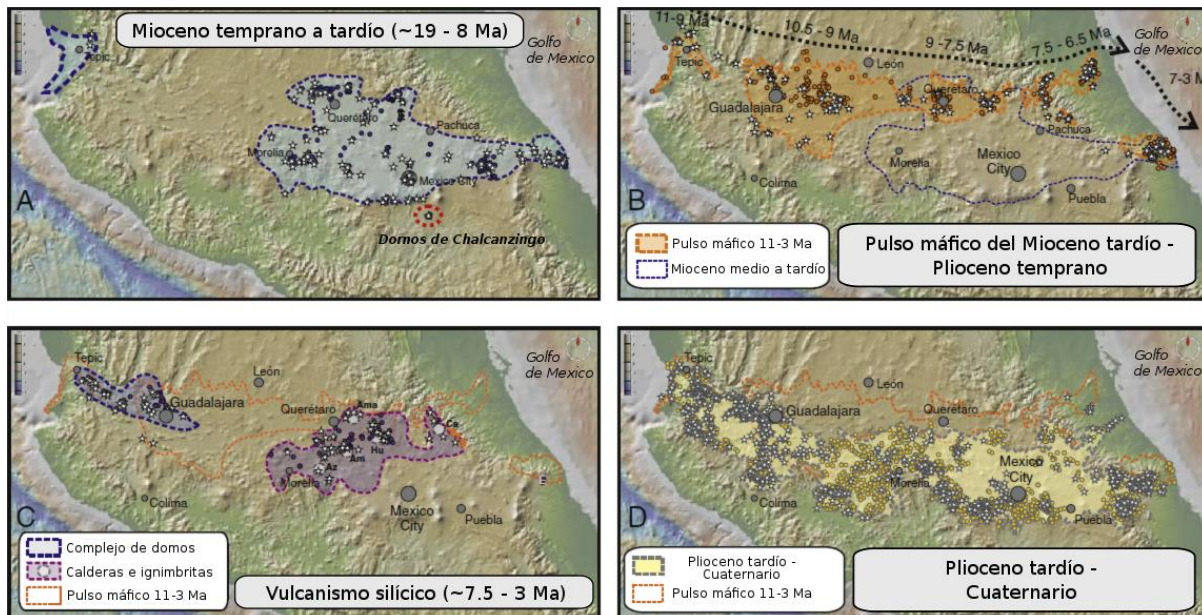 Mioceno temprano a tardío (~19 - 8 Ma)
Golfo
de Mexico
Tepic
Querétaro
Pachuca
Morelia
Mexico City
Domos de Chalcanzingo
A
11-9 Ma
10.5 - 9 Ma
9 -7.5 Ma
7.5 - 6.5 Ma
Golfo
de Mexico
7-3 M
Tepic
León
Guadalajara
Querétaro
Pachuca
Morelia
Mexico
City
Colima
Puebla
B
Pulso máfico 11-3 Ma
Mioceno medio a tardío
Pulso máfico del Mioceno tardío -
Plioceno temprano
Tepic
León
Golfo
de Mexico
Guadalajara
Querétaro
Ama
Ca
Hu
Am
Az
Morelia
Colima
Mexico
City
Puebla
C
Complejo de domos
Calderas e ignimbritas
Pulso máfico 11-3 Ma
Vulcanismo silícico (~7.5 - 3 Ma)
Tepic
León
Golfo
de Mexico
Guadalajara
Querétaro
Mexico
City
Morelia
Colima
Puebla
D
Plioceno tardío -
Cuaternario
Pulso máfico 11-3 Ma
Plioceno tardío -
Cuaternario